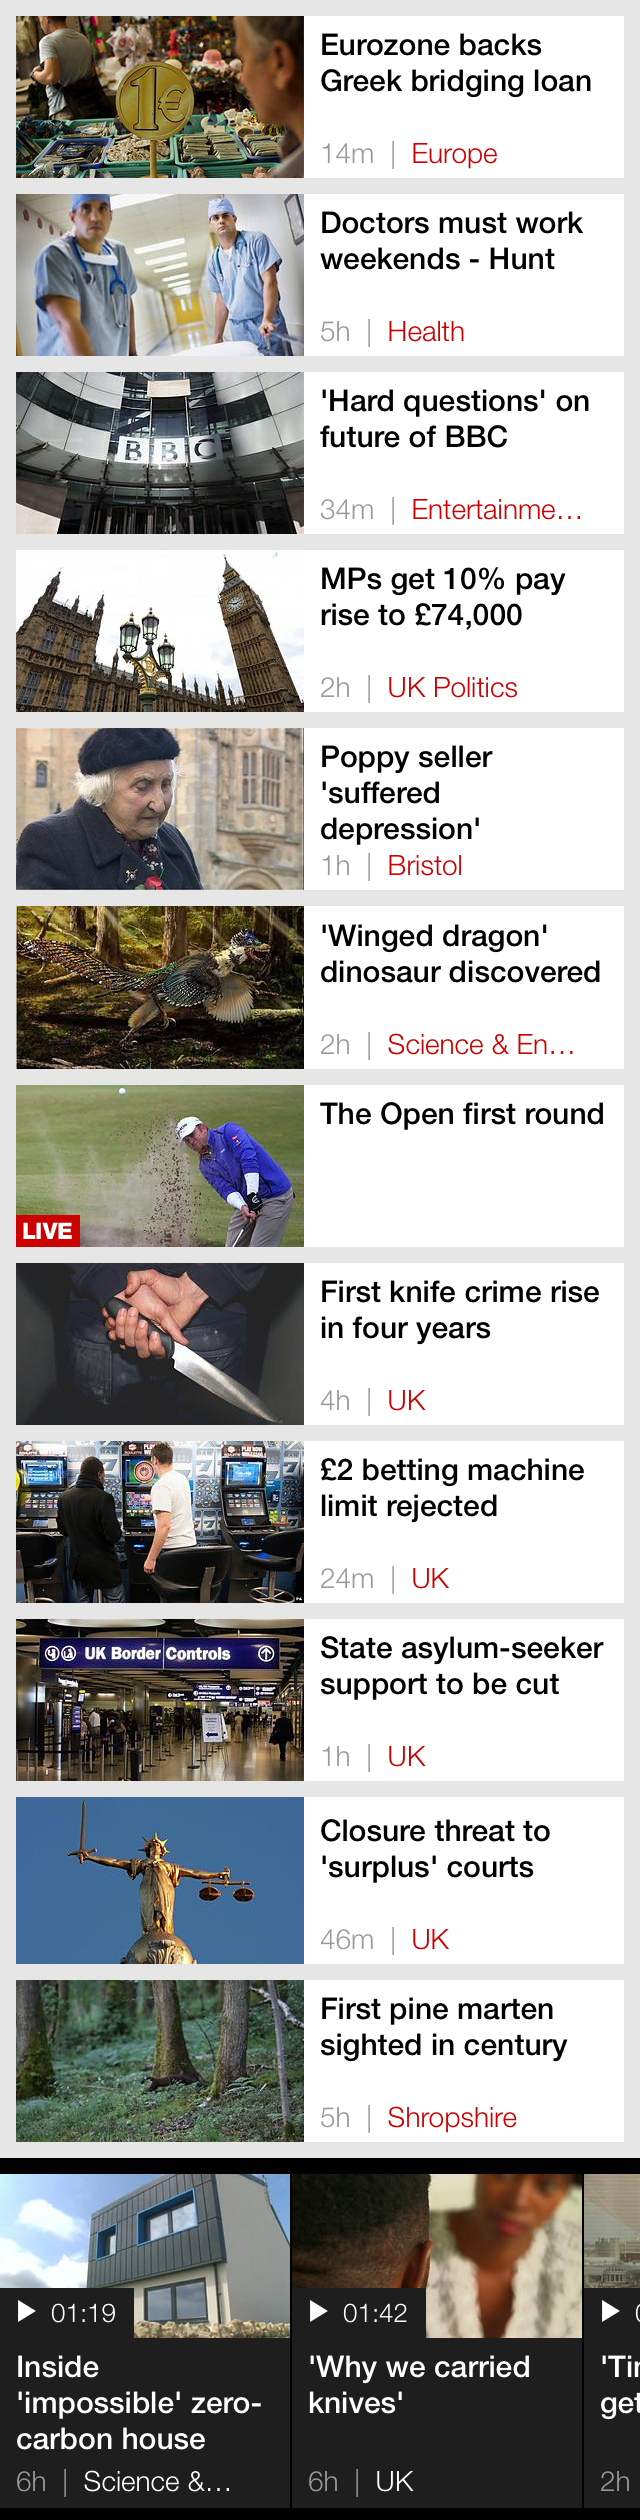 Eurozone backs
Greek bridging loan
14m | Europe
1€
Doctors must work
weekends - Hunt
5h | Health
'Hard questions' on
future of BBC
34m | Entertainme...
BBC
MPs get 10% pay
rise to £74,000
2h | UK Politics
Poppy seller
'suffered
depression'
1h | Bristol
'Winged dragon'
dinosaur discovered
2h | Science & En...
The Open first round
LIVE
First knife crime rise
in four years
4h | UK
£2 betting machine
limit rejected
24m | UK
State asylum-seeker
support to be cut
1h | UK
UK Border Controls
Closure threat to
'surplus' courts
46m | UK
First pine marten
sighted in century
5h | Shropshire
01:19
Inside
'impossible' zero-
carbon house
6h | Science &...
01:42
'Why we carried
knives'
6h | UK
2h